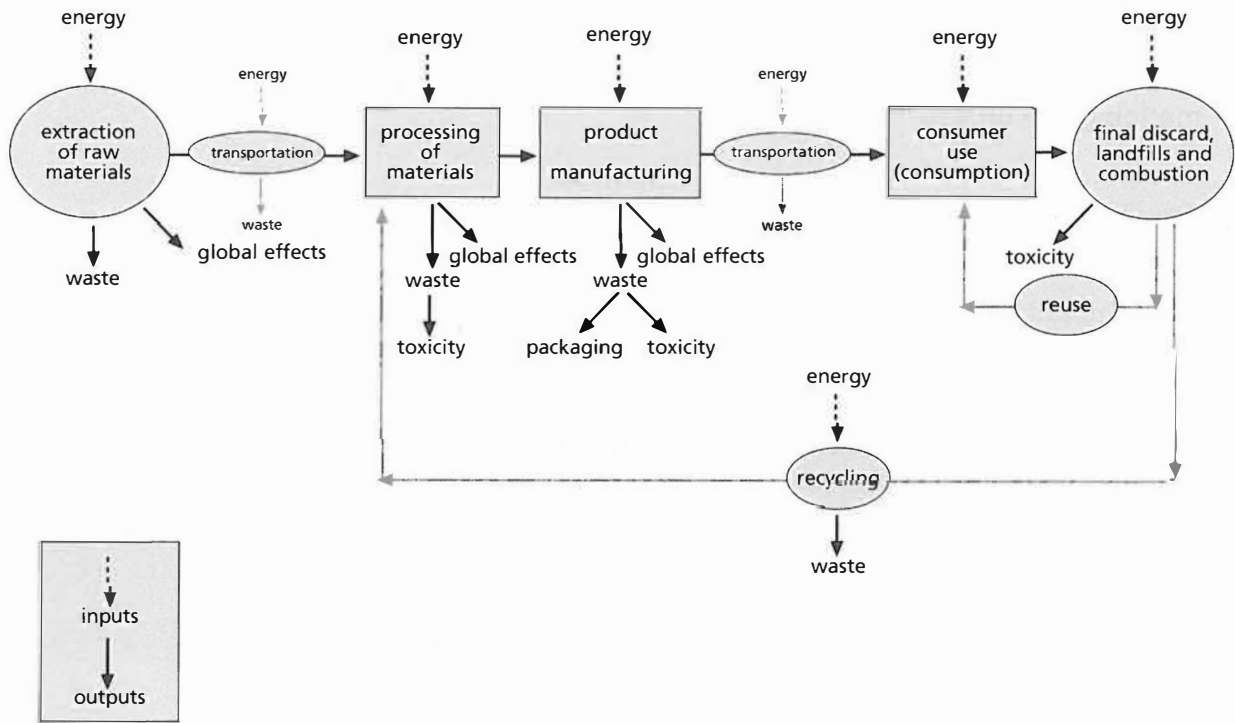 energy
energy
energy
energy
energy
energy
energy
extraction
of raw
materials
transportation
processing
of
materials
product
manufacturing
transportation
consumer
use
(consumption)
final discard,
landfills and
combustion
waste
global effects
waste
global effects
waste
toxicity
global effects
waste
packaging
toxicity
waste
toxicity
reuse
energy
recycling
waste
inputs
outputs